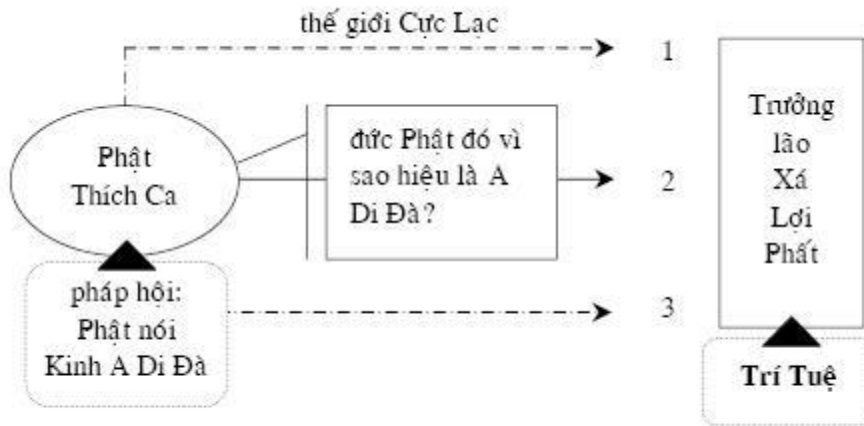 thế giới Cực Lạc
1
Phật
Thích Ca
đức Phật đó vì
sao hiệu là A
Di Đà?
2
Trưởng
lão
Xá
Lợi
Phất
pháp hội:
Phật nói
Kinh A Di Đà
3
Trí Tuệ